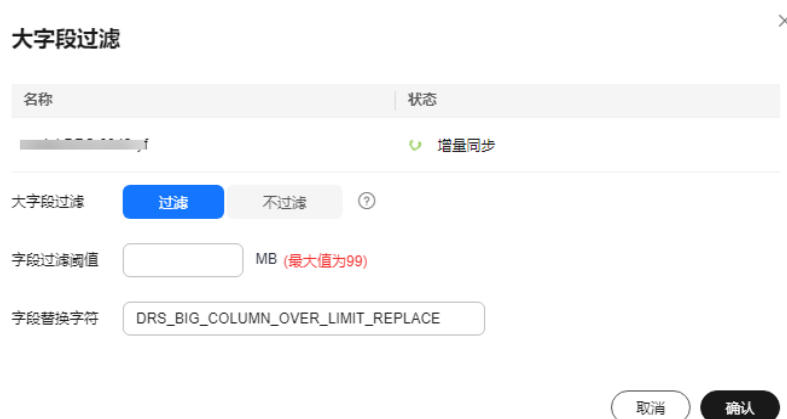 大字段过滤
名称 状态
增量同步
大字段过滤 过滤 不过滤 ?
字段过滤阈值 MB (最大值为99)
字段替换字符 DRS_BIG_COLUMN_OVER_LIMIT_REPLACE
取消 确认